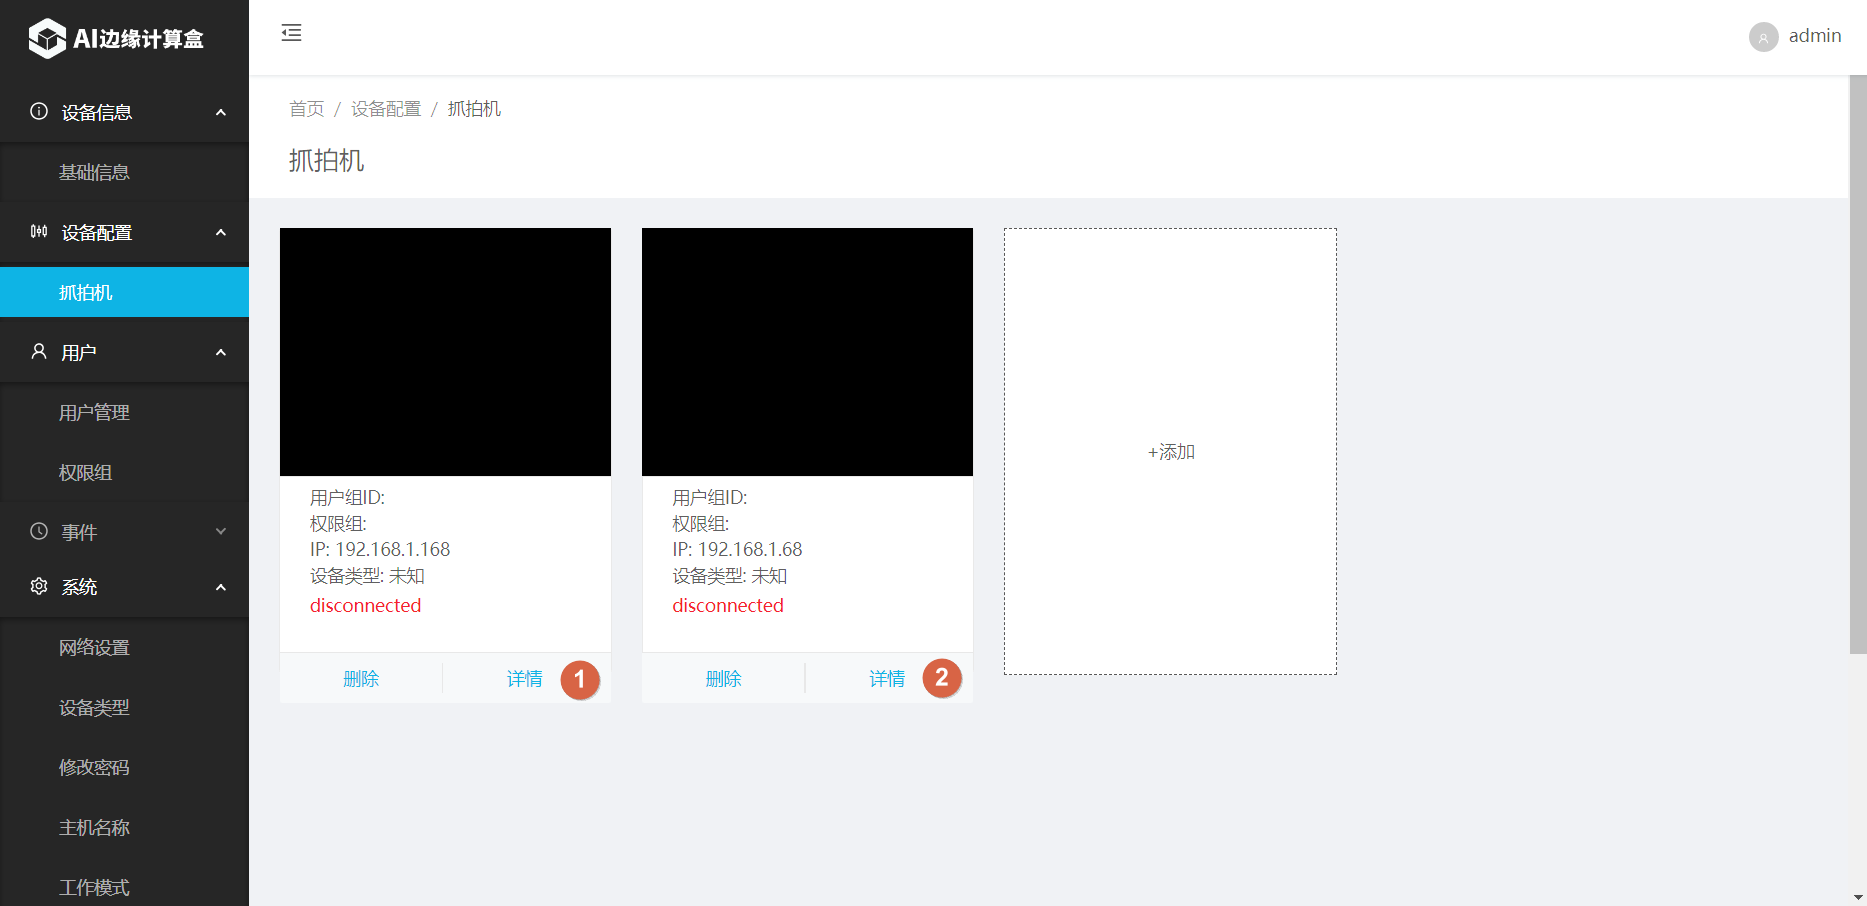 AI边缘计算盒
admin
设备信息
基础信息
设备配置
抓拍机
用户
用户管理
权限组
事件
系统
网络设置
设备类型
修改密码
主机名称
工作模式
首页 / 设备配置 / 抓拍机
抓拍机
用户组ID:
权限组:
IP: 192.168.1.168
设备类型: 未知
disconnected
删除 详情 1
用户组ID:
权限组:
IP: 192.168.1.68
设备类型: 未知
disconnected
删除 详情 2
+添加